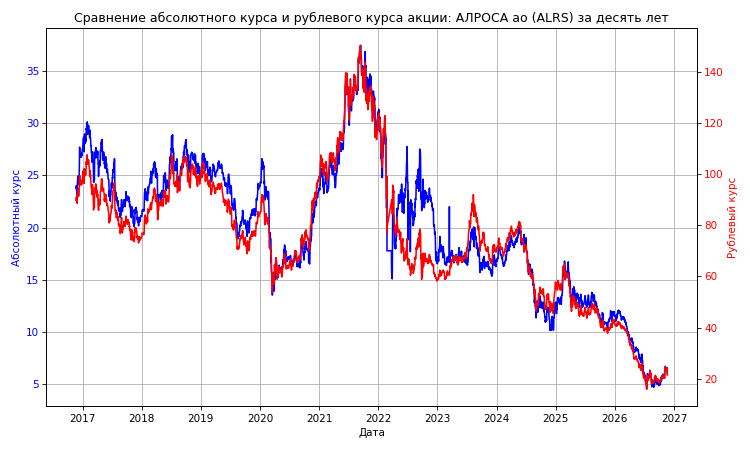 Сравнение абсолютного курса и рублевого курса акции: АЛРОСА ао (ALRS) за десять лет
Абсолютный курс
35
30
25
20
15
10
5
140
120
100
80
60
40
20
Рублевый курс
2017 2018 2019 2020 2021 2022 2023 2024 2025 2026 2027
Дата